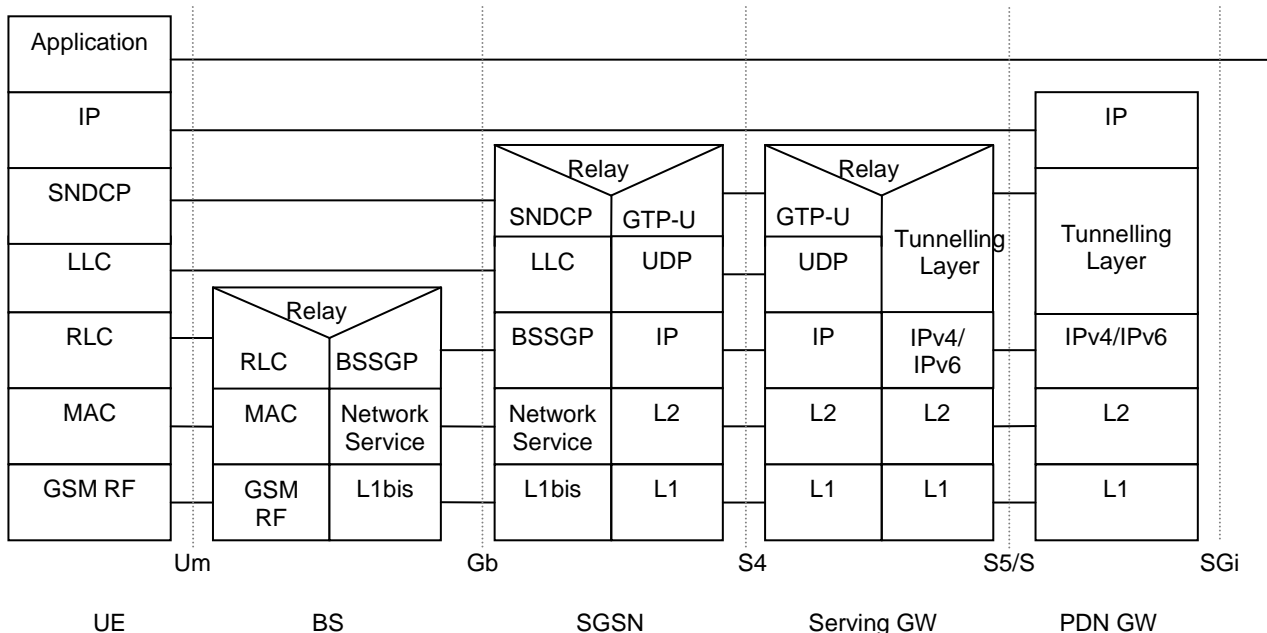 Application
IP
IP
Relay
Relay
SNDCP
SNDCP
GTP-U
GTP-U
Tunnelling
Layer
Tunnelling
Layer
LLC
LLC
UDP
UDP
Relay
RLC
RLC
BSSGP
BSSGP
IP
IP
IPv4/
IPv6
IPv4/IPv6
MAC
MAC
Network
Service
Network
Service
L2
L2
L2
L2
GSM RF
GSM
RF
L1bis
L1bis
L1
L1
L1
L1
Um
Gb
S4
S5/S
SGi
UE
BS
SGSN
Serving GW
PDN GW